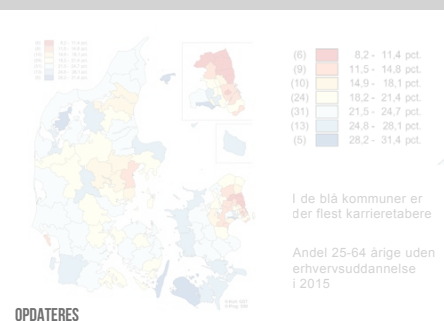 (6) 8,2 - 11,4 pct.
(9) 11,5 - 14,8 pct.
(10) 14,9 - 18,1 pct.
(24) 18,2 - 21,4 pct.
(31) 21,5 - 24,7 pct.
(13) 24,8 - 28,1 pct.
(5) 28,2 - 31,4 pct.
I de blå kommuner er
der flest karrieretabere
Andel 25-64 årige uden
erhvervsuddannelse
i 2015
OPDATERES